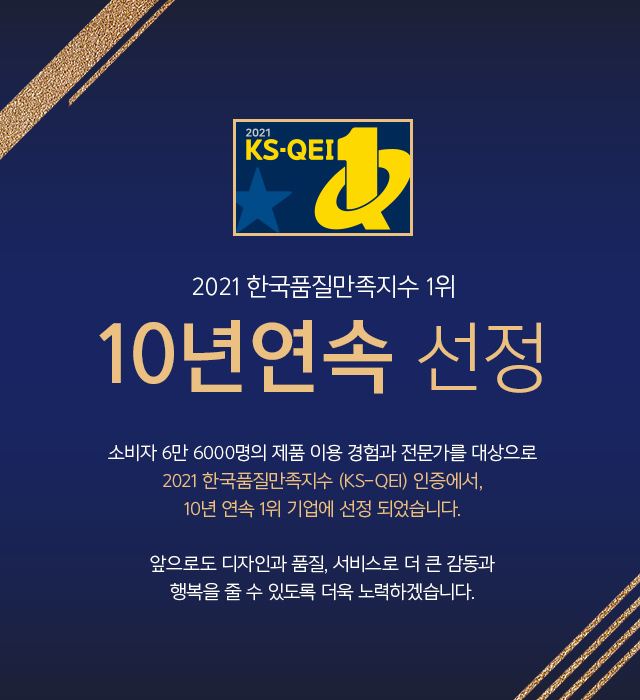 2021
KS-QEI 1
2021 한국품질만족지수 1위
10년연속 선정
소비자 6만 6000명의 제품 이용 경험과 전문가를 대상으로
2021 한국품질만족지수 (KS-QEI) 인증에서,
10년 연속 1위 기업에 선정 되었습니다.
앞으로도 디자인과 품질, 서비스로 더 큰 감동과
행복을 줄 수 있도록 더욱 노력하겠습니다.